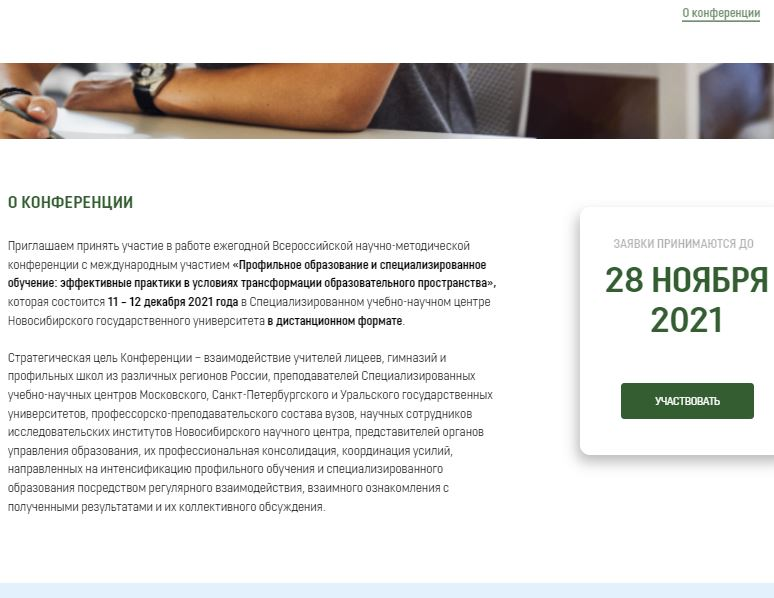 О конференции
О КОНФЕРЕНЦИИ
Приглашаем принять участие в работе ежегодной Всероссийской научно-методической
конференции с международным участием «Профильное образование и специализированное
обучение: эффективные практики в условиях трансформации образовательного пространства»,
которая состоится 11 – 12 декабря 2021 года в Специализированном учебно-научном центре
Новосибирского государственного университета в дистанционном формате.
Стратегическая цель Конференции – взаимодействие учителей лицеев, гимназий и
профильных школ из различных регионов России, преподавателей Специализированных
учебно-научных центров Московского, Санкт-Петербургского и Уральского государственных
университетов, профессорско-преподавательского состава вузов, научных сотрудников
исследовательских институтов Новосибирского научного центра, представителей органов
управления образования, их профессиональная консолидация, координация усилий,
направленных на интенсификацию профильного обучения и специализированного
образования посредством регулярного взаимодействия, взаимного ознакомления с
полученными результатами и их коллективного обсуждения.
ЗАЯВКИ ПРИНИМАЮТСЯ ДО
28 НОЯБРЯ
2021
УЧАСТВОВАТЬ